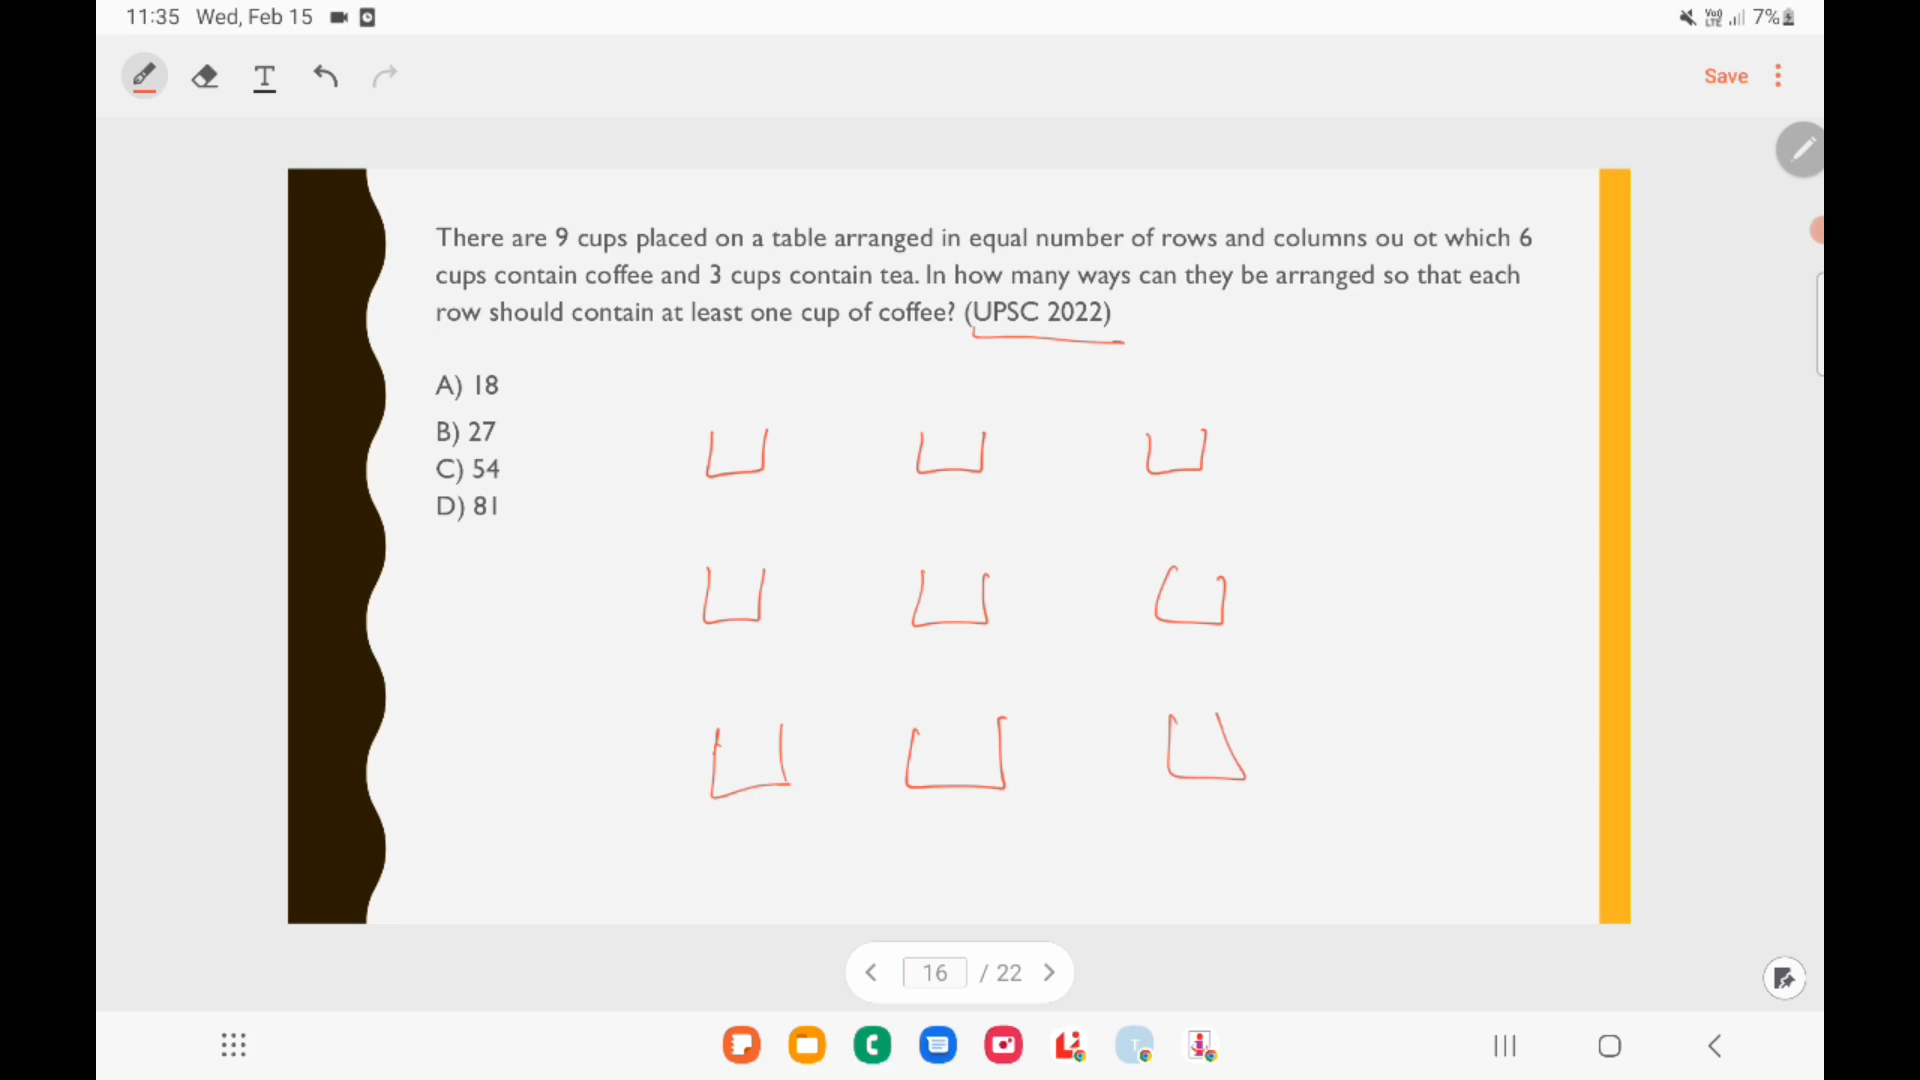 11:35 Wed, Feb 15
Vo)) LTE 7%
T
Save
There are 9 cups placed on a table arranged in equal number of rows and columns ou ot which 6
cups contain coffee and 3 cups contain tea. In how many ways can they be arranged so that each
row should contain at least one cup of coffee? (UPSC 2022)
A) 18
B) 27
C) 54
D) 81
16 / 22
T